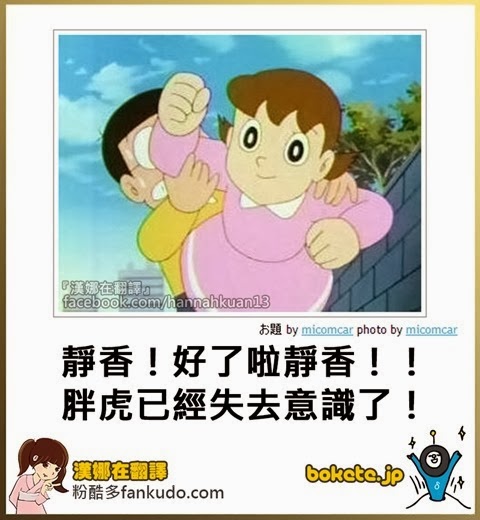 『漢娜在翻譯』
facebook.com/hannahkuan13
お題 by micomcar photo by micomcar
靜香！好了啦靜香！！
胖虎已經失去意識了！
漢娜在翻譯
粉酷多fankudo.com
bokete.jp